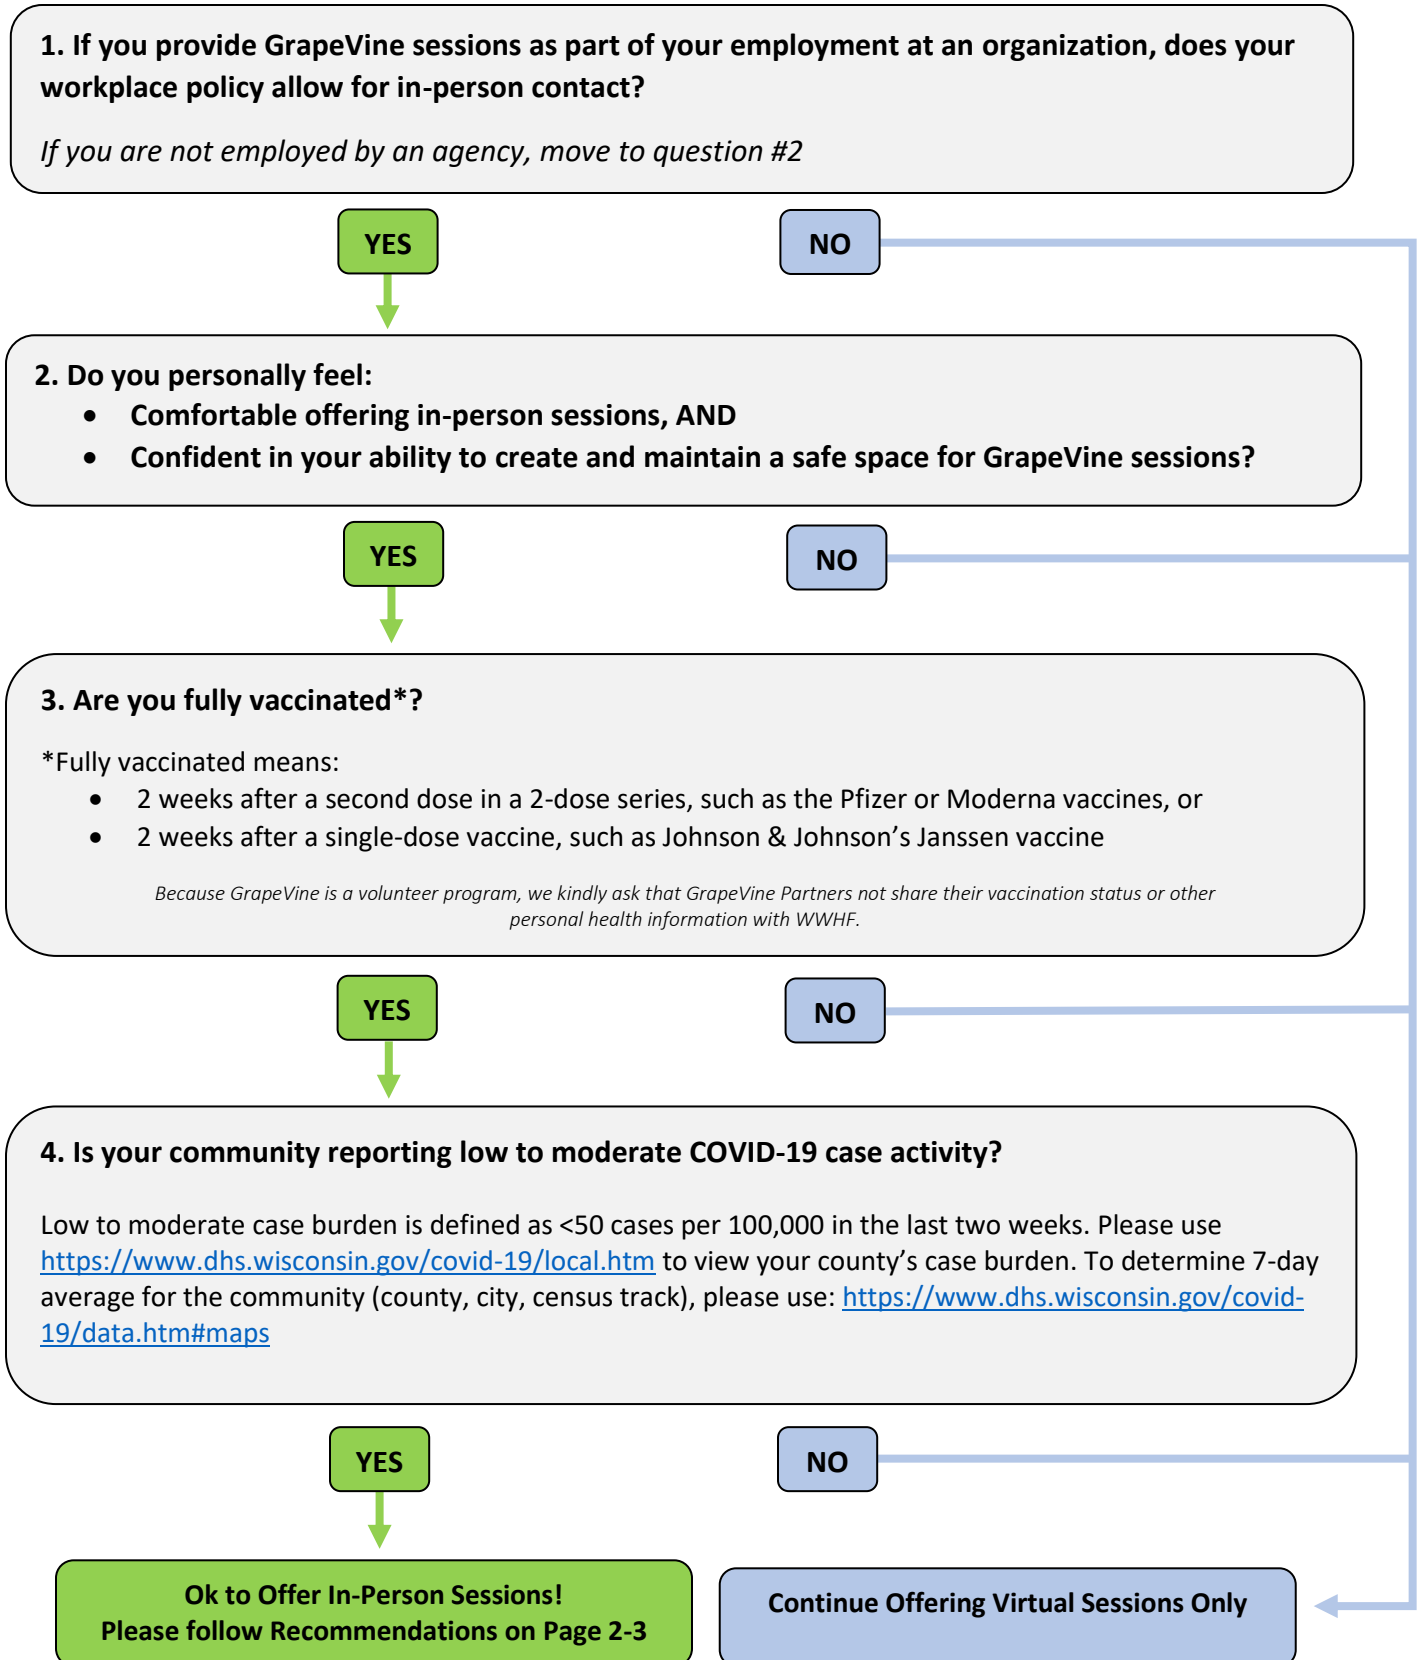 1. If you provide GrapeVine sessions as part of your employment at an organization, does your
workplace policy allow for in-person contact?
If you are not employed by an agency, move to question #2
YES
NO
2. Do you personally feel:
• Comfortable offering in-person sessions, AND
• Confident in your ability to create and maintain a safe space for GrapeVine sessions?
YES
NO
3. Are you fully vaccinated*?
*Fully vaccinated means:
• 2 weeks after a second dose in a 2-dose series, such as the Pfizer or Moderna vaccines, or
• 2 weeks after a single-dose vaccine, such as Johnson & Johnson’s Janssen vaccine
Because GrapeVine is a volunteer program, we kindly ask that GrapeVine Partners not share their vaccination status or other
personal health information with WWHF.
YES
NO
4. Is your community reporting low to moderate COVID-19 case activity?
Low to moderate case burden is defined as <50 cases per 100,000 in the last two weeks. Please use
https://www.dhs.wisconsin.gov/covid-19/local.htm to view your county’s case burden. To determine 7-day
average for the community (county, city, census track), please use: https://www.dhs.wisconsin.gov/covid-
19/data.htm#maps
YES
NO
Ok to Offer In-Person Sessions!
Please follow Recommendations on Page 2-3
Continue Offering Virtual Sessions Only